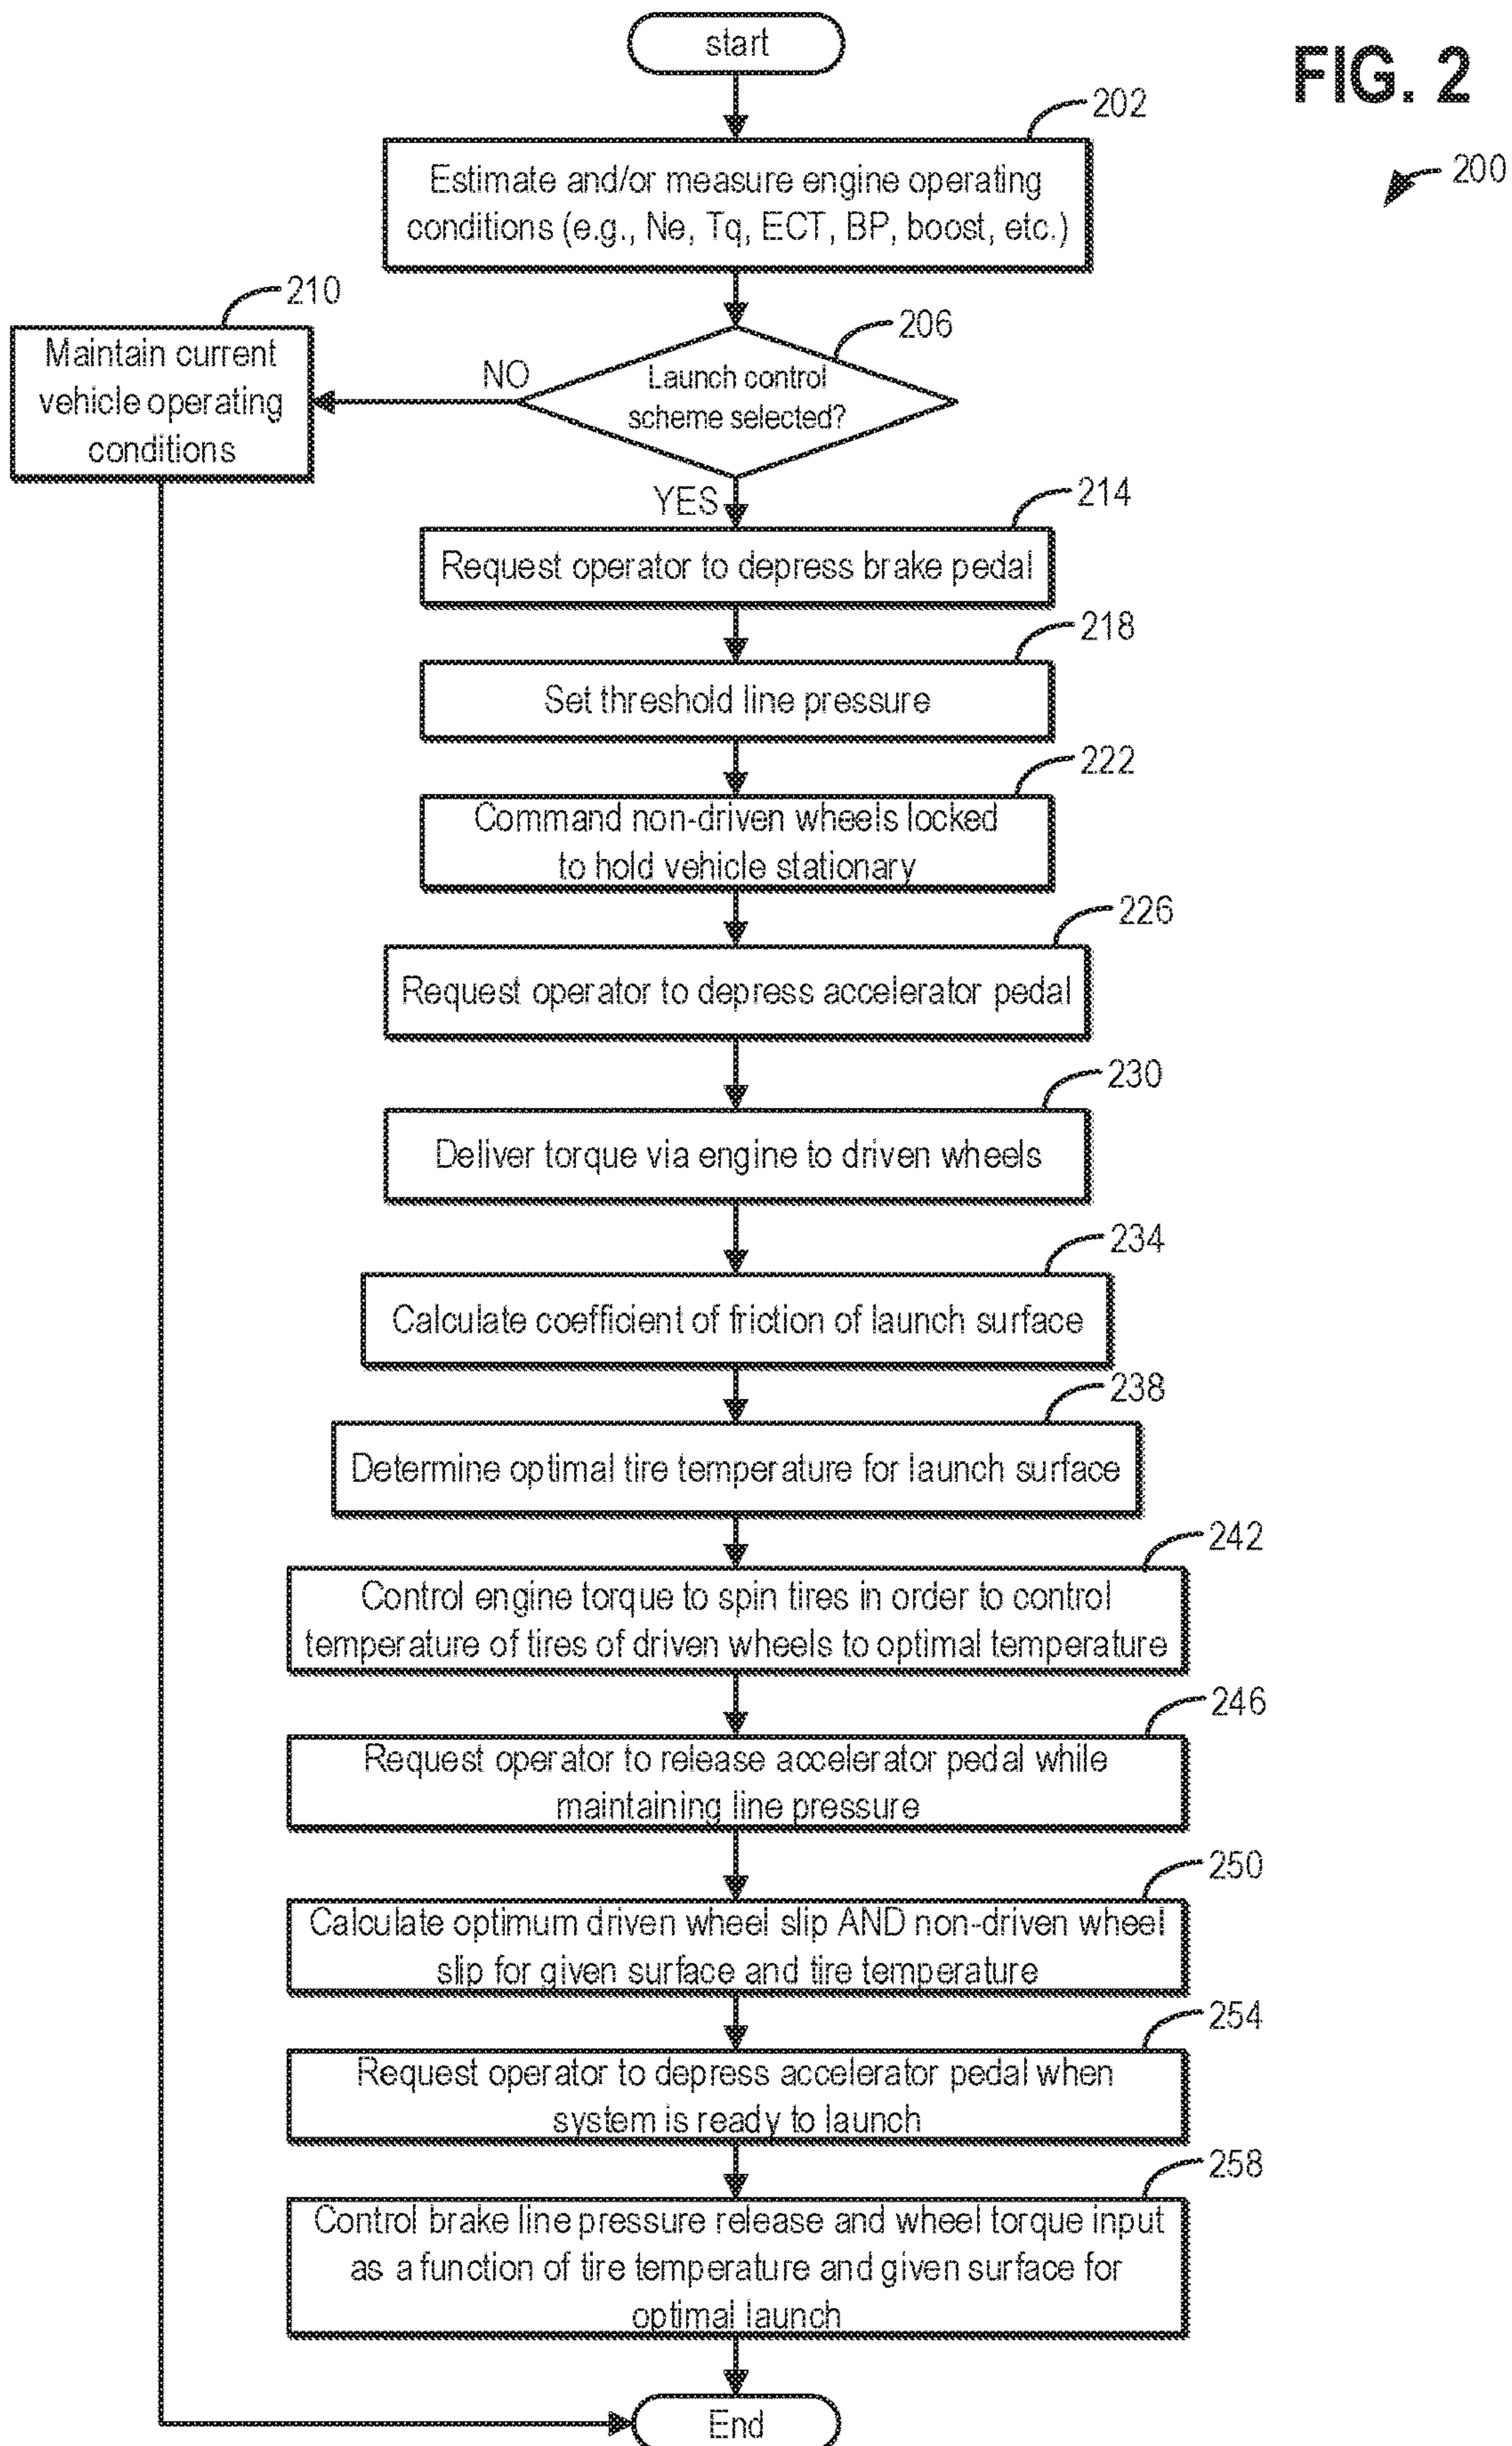 start
FIG. 2
200
202
Estimate and/or measure engine operating
conditions (e.g., Ne, Tq, ECT, BP, boost, etc.)
206
Launch control
scheme selected?
NO
210
Maintain current
vehicle operating
conditions
YES
214
Request operator to depress brake pedal
218
Set threshold line pressure
222
Command non-driven wheels locked
to hold vehicle stationary
226
Request operator to depress accelerator pedal
230
Deliver torque via engine to driven wheels
234
Calculate coefficient of friction of launch surface
238
Determine optimal tire temperature for launch surface
242
Control engine torque to spin tires in order to control
temperature of tires of driven wheels to optimal temperature
246
Request operator to release accelerator pedal while
maintaining line pressure
250
Calculate optimum driven wheel slip AND non-driven wheel
slip for given surface and tire temperature
254
Request operator to depress accelerator pedal when
system is ready to launch
258
Control brake line pressure release and wheel torque input
as a function of tire temperature and given surface for
optimal launch
End